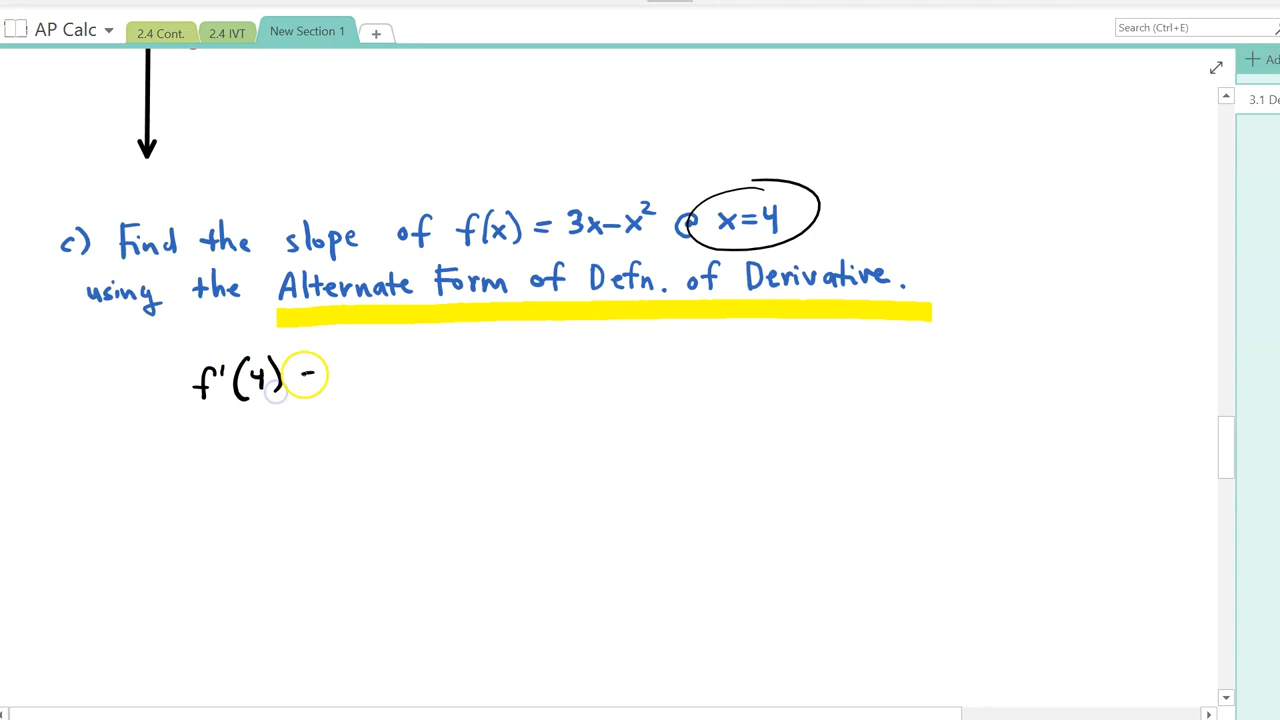 AP Calc
2.4 Cont.
2.4 IVT
New Section 1
+
Search (Ctrl+E)
+ Ad
3.1 De
c) Find the slope of f(x) = 3x-x² @ x=4
using the Alternate Form of Defn. of Derivative.
f'(4) -